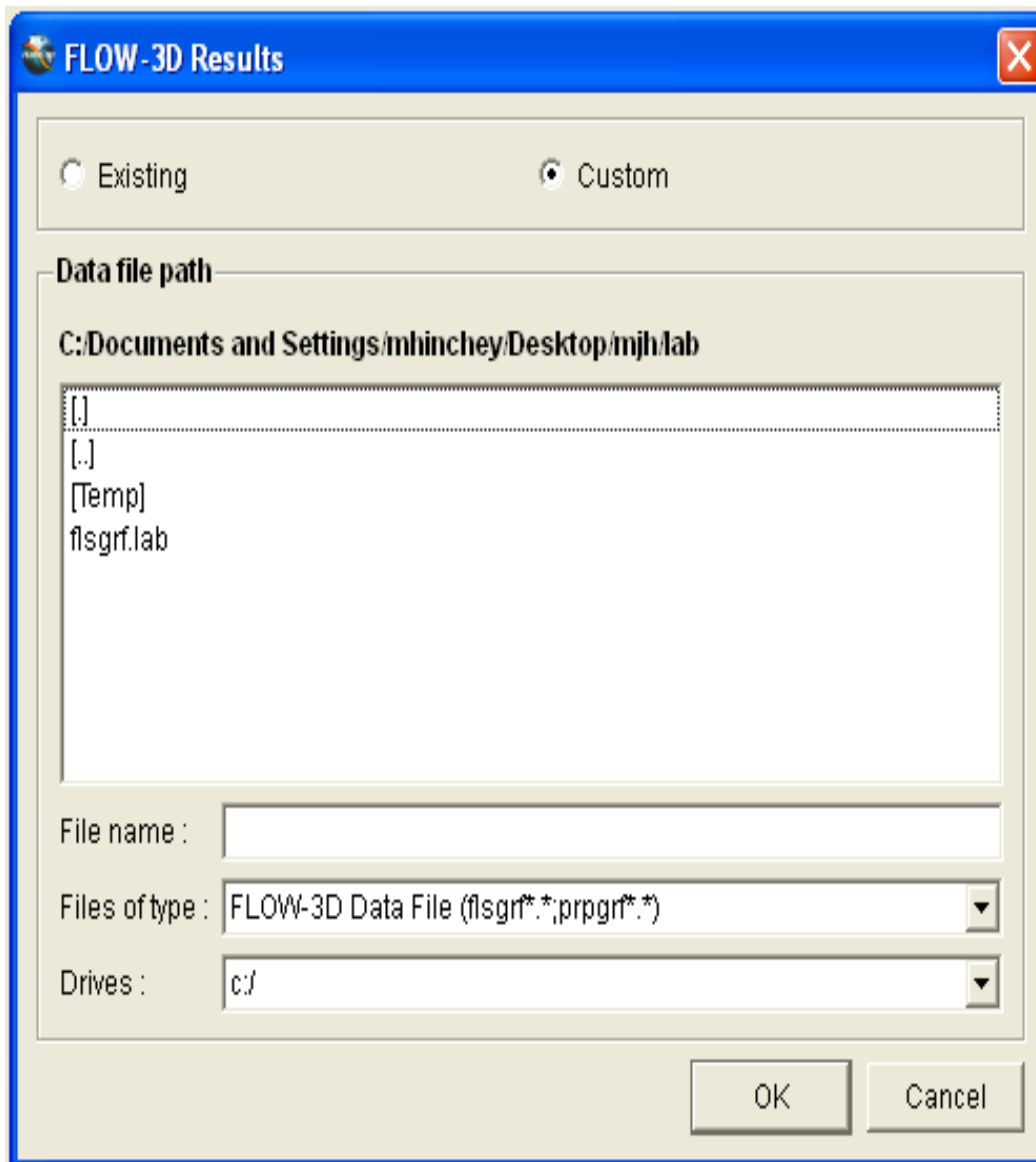 FLOW-3D Results
Existing Custom
Data file path
C:/Documents and Settings/mhinchey/Desktop/mjh/lab
[.]
[..]
[Temp]
flsgrf.lab
File name :
Files of type : FLOW-3D Data File (flsgrf*.*;prpgrf*.*)
Drives : c:/
OK Cancel